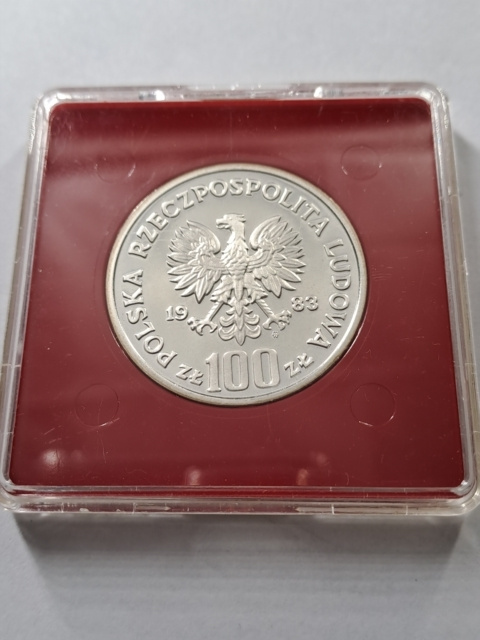 POLSKA RZECZPOSPOLITA LUDOWA
19 83
ZŁ 100 ZŁ